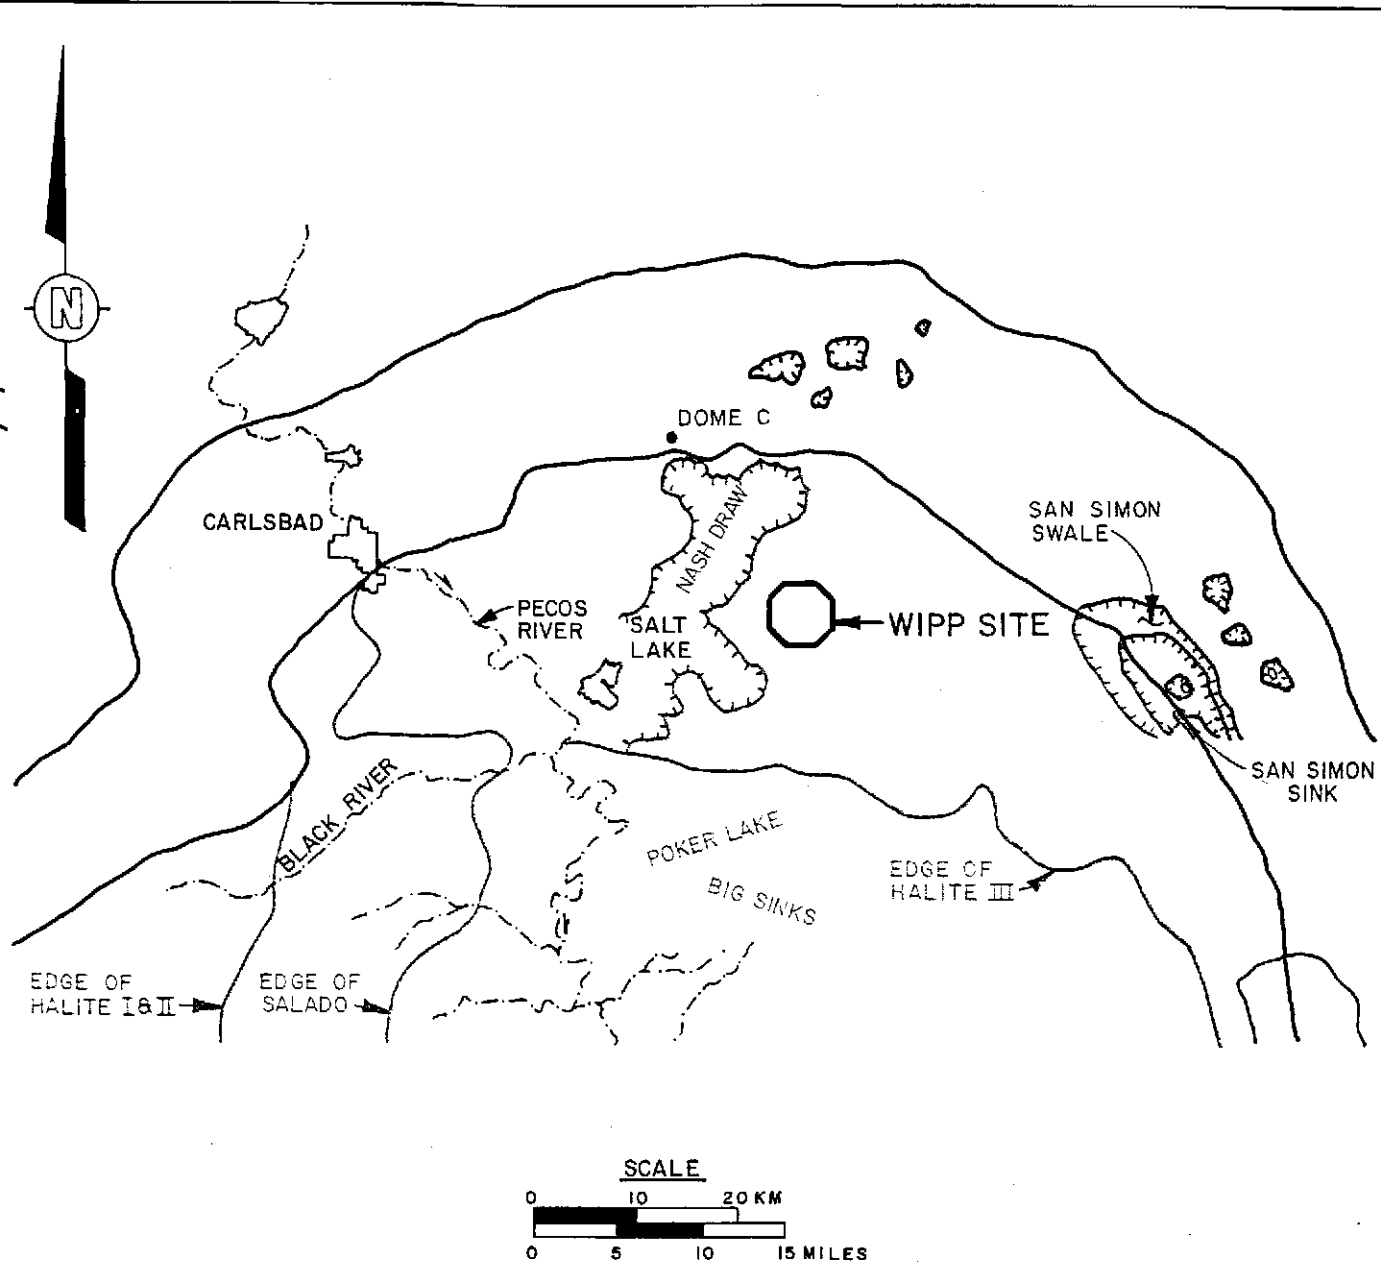 N
DOME C
CARLSBAD
NASH DRAW
SAN SIMON
SWALE
PECOS
RIVER
SALT
LAKE
WIPP SITE
SAN SIMON
SINK
BLACK RIVER
POKER LAKE
BIG SINKS
EDGE OF
HALITE III
EDGE OF
HALITE I & II
EDGE OF
SALADO
SCALE
0 10 20 KM
0 5 10 15 MILES